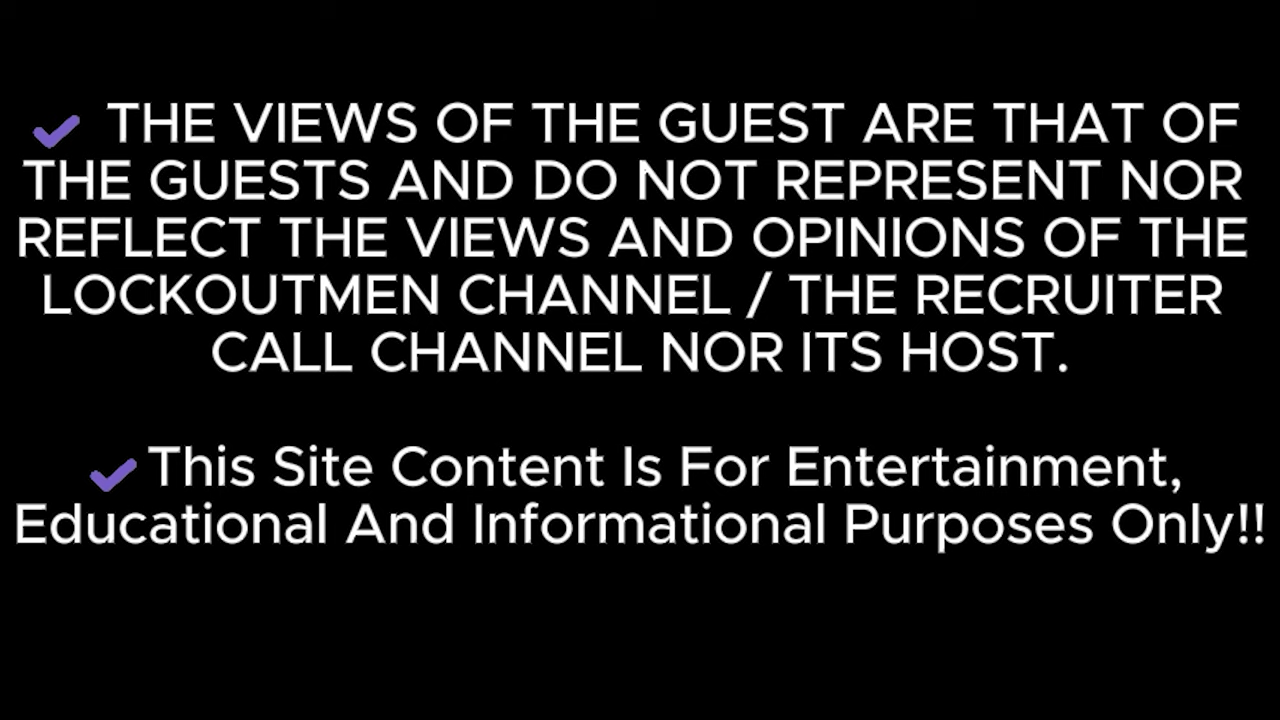 ✔ THE VIEWS OF THE GUEST ARE THAT OF
THE GUESTS AND DO NOT REPRESENT NOR
REFLECT THE VIEWS AND OPINIONS OF THE
LOCKOUTMEN CHANNEL / THE RECRUITER
CALL CHANNEL NOR ITS HOST.
✔ This Site Content Is For Entertainment,
Educational And Informational Purposes Only!!